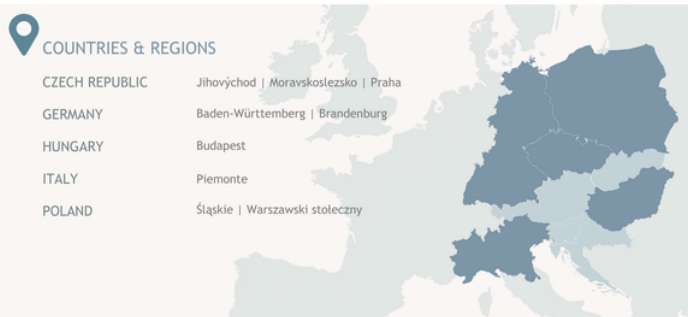 COUNTRIES & REGIONS
CZECH REPUBLIC Jihovýchod | Moravskoslezsko | Praha
GERMANY Baden-Württemberg | Brandenburg
HUNGARY Budapest
ITALY Piemonte
POLAND Śląskie | Warszawski stołeczny